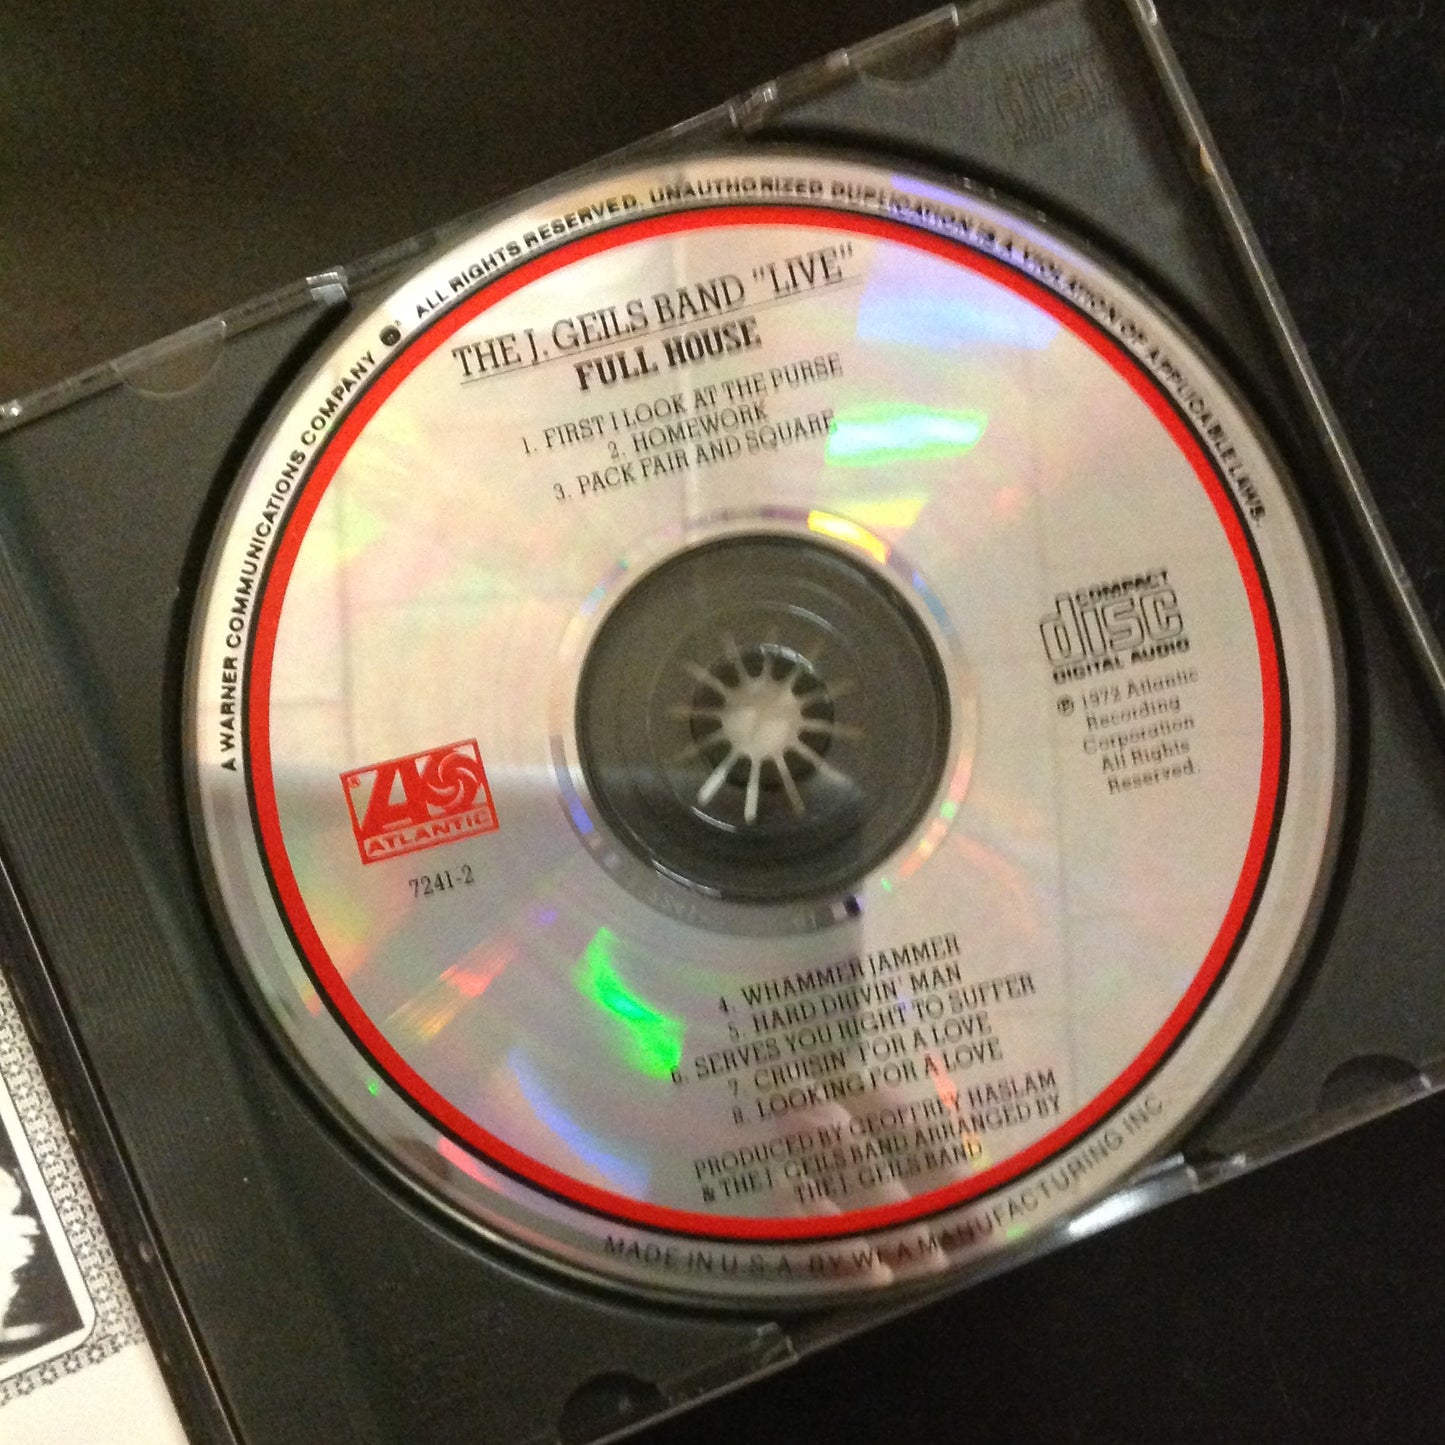 THE J. GEILS BAND "LIVE"
FULL HOUSE
1. FIRST I LOOK AT THE PURSE
2. HOMEWORK
3. PACK FAIR AND SQUARE
COMPACT
disc
DIGITAL AUDIO
℗ 1972 Atlantic
Recording
Corporation
All Rights
Reserved.
®
ATLANTIC
7241-2
4. WHAMMER JAMMER
5. HARD DRIVIN' MAN
6. SERVES YOU RIGHT TO SUFFER
7. CRUISIN' FOR A LOVE
8. LOOKING FOR A LOVE
PRODUCED BY GEOFFREY HASLAM
& THE J. GEILS BAND ARRANGED BY
THE J. GEILS BAND
A WARNER COMMUNICATIONS COMPANY ALL RIGHTS RESERVED. UNAUTHORIZED DUPLICATION IS A VIOLATION OF APPLICABLE LAWS.
MADE IN U.S.A. BY WEA MANUFACTURING INC.